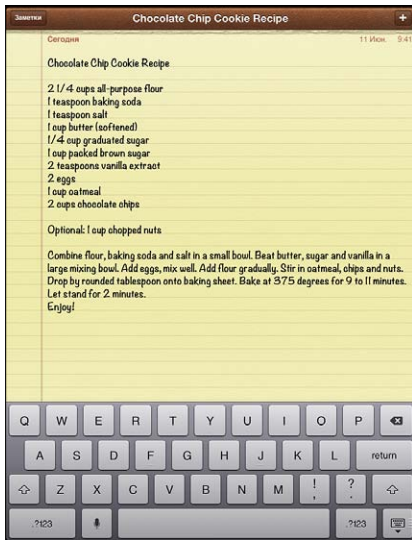 Заметки
Chocolate Chip Cookie Recipe
+
Сегодня
11 Июн. 9:41
Chocolate Chip Cookie Recipe
2 1/4 cups all-purpose flour
1 teaspoon baking soda
1 teaspoon salt
1 cup butter (softened)
1/4 cup graduated sugar
1 cup packed brown sugar
2 teaspoons vanilla extract
2 eggs
1 cup oatmeal
2 cups chocolate chips
Optional: 1 cup chopped nuts
Combine flour, baking soda and salt in a small bowl. Beat butter, sugar and vanilla in a
large mixing bowl. Add eggs, mix well. Add flour gradually. Stir in oatmeal, chips and nuts.
Drop by rounded tablespoon onto baking sheet. Bake at 375 degrees for 9 to 11 minutes.
Let stand for 2 minutes.
Enjoy!
Q W E R T Y U I O P
A S D F G H J K L return
Z X C V B N M ! , ? .
.?123 .?123